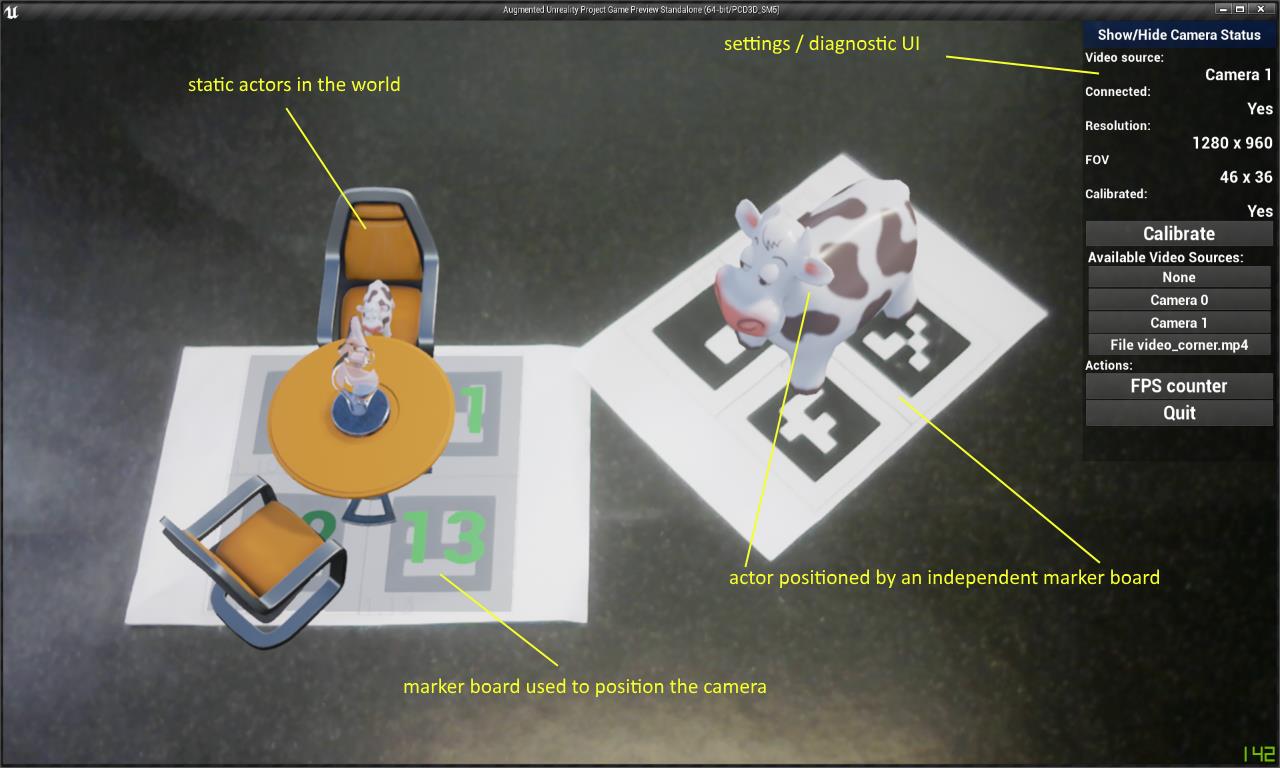 Augmented Unreality Project Game Preview Standalone (64-bit/PCD3D_SM5)
settings / diagnostic UI
static actors in the world
Show/Hide Camera Status
Video source:
Camera 1
Connected:
Yes
Resolution:
1280 x 960
FOV
46 x 36
Calibrated:
Yes
Calibrate
Available Video Sources:
None
Camera 0
Camera 1
File video_corner.mp4
Actions:
FPS counter
Quit
1
13
actor positioned by an independent marker board
marker board used to position the camera
142